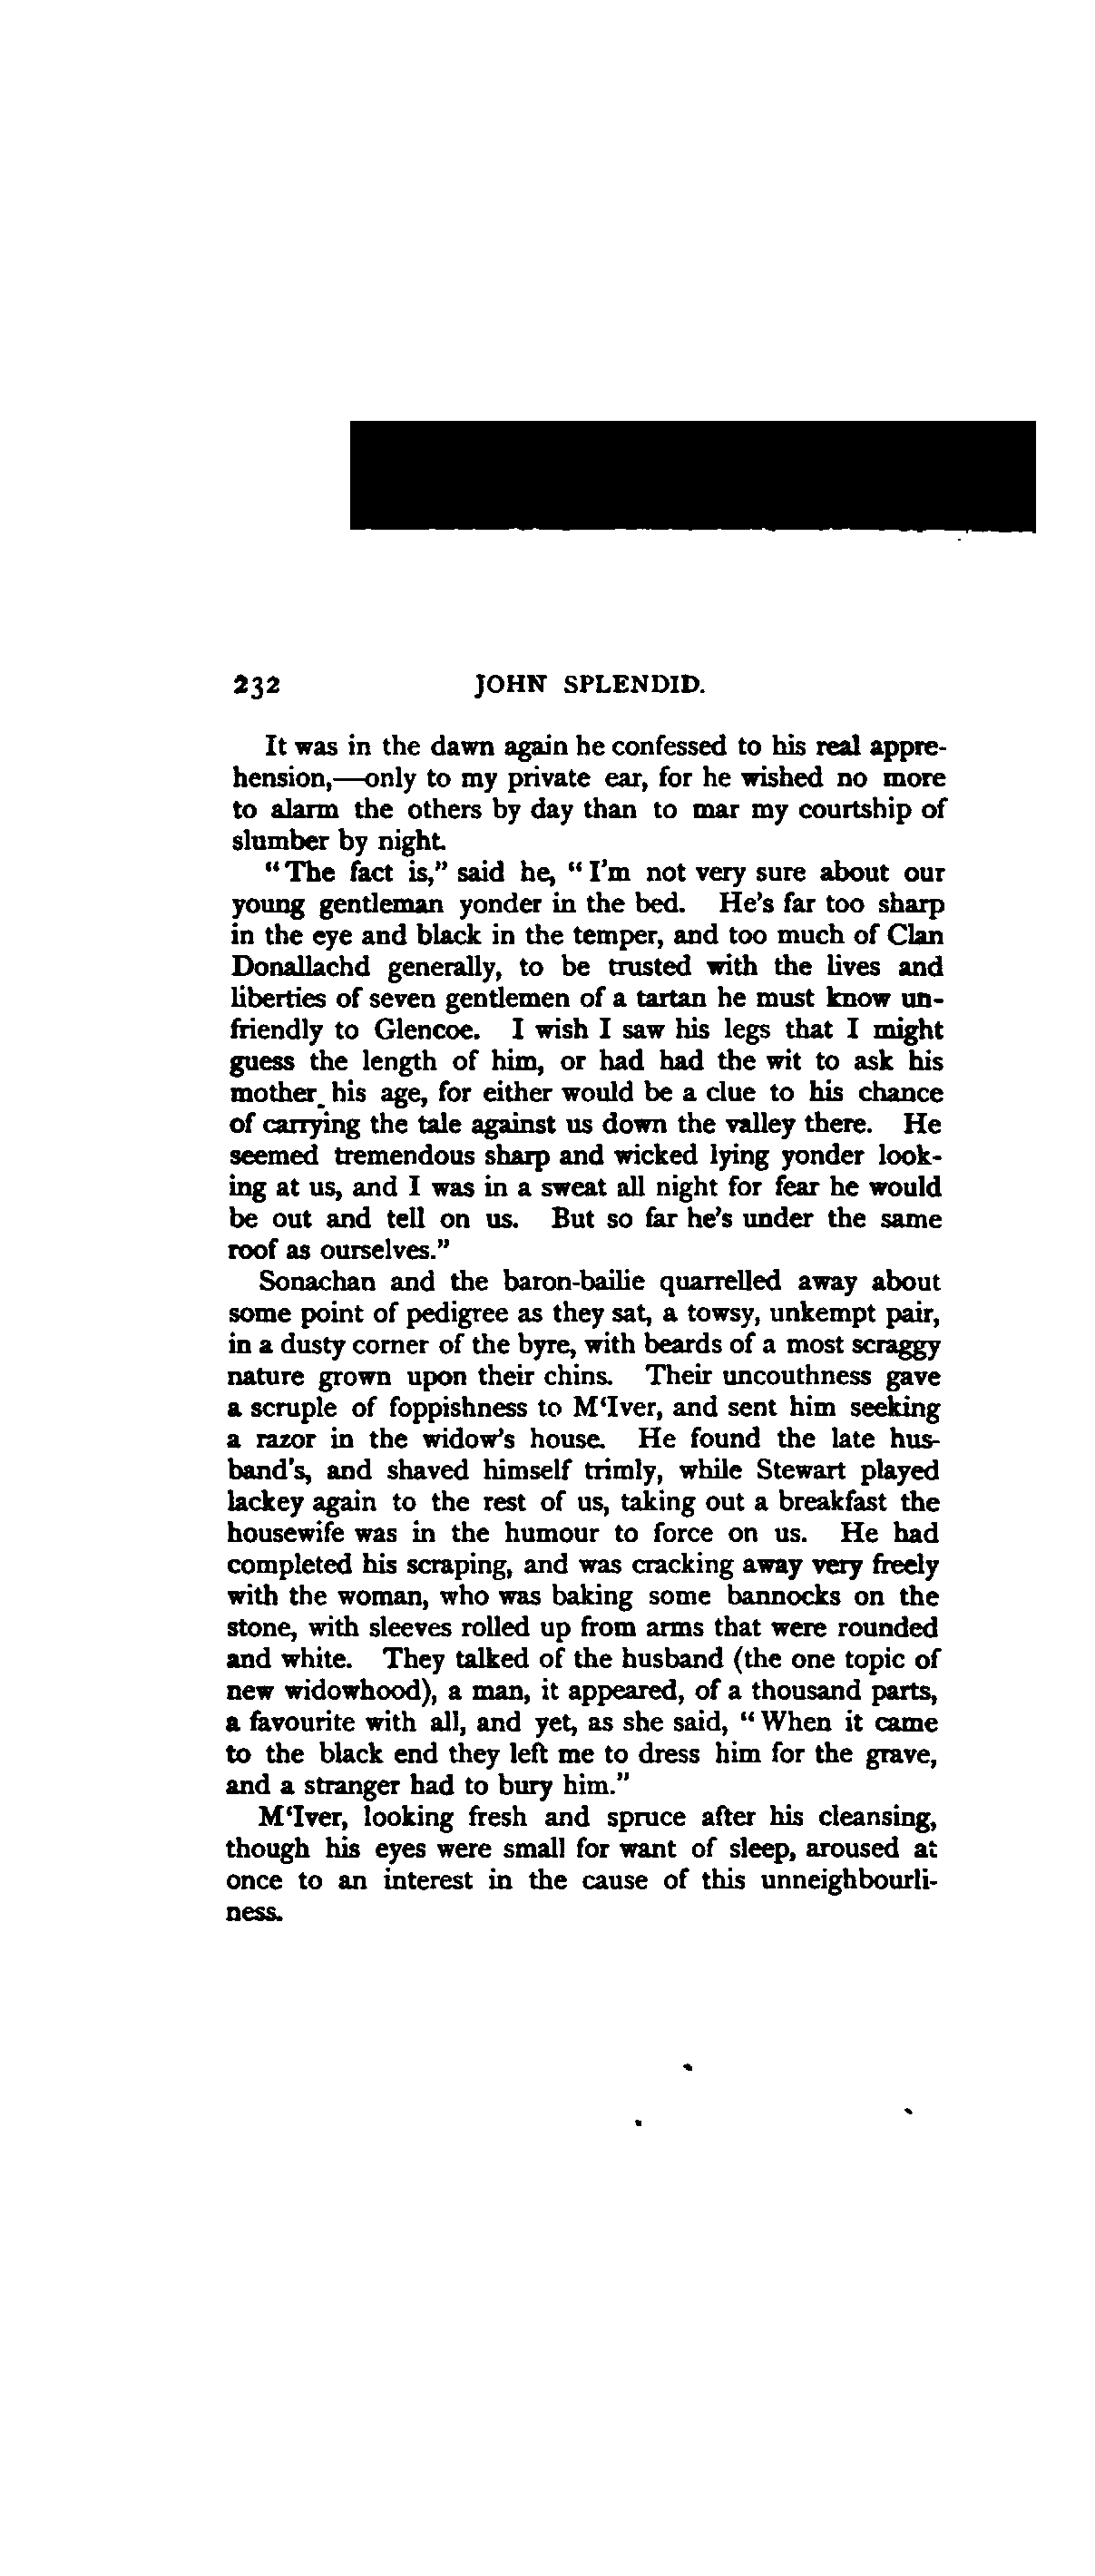 232 JOHN SPLENDID.
It was in the dawn again he confessed to his real appre-
hension,—only to my private ear, for he wished no more
to alarm the others by day than to mar my courtship of
slumber by night.
"The fact is," said he, "I'm not very sure about our
young gentleman yonder in the bed. He's far too sharp
in the eye and black in the temper, and too much of Clan
Donallachd generally, to be trusted with the lives and
liberties of seven gentlemen of a tartan he must know un-
friendly to Glencoe. I wish I saw his legs that I might
guess the length of him, or had had the wit to ask his
mother his age, for either would be a clue to his chance
of carrying the tale against us down the valley there. He
seemed tremendous sharp and wicked lying yonder look-
ing at us, and I was in a sweat all night for fear he would
be out and tell on us. But so far he's under the same
roof as ourselves."
Sonachan and the baron-bailie quarrelled away about
some point of pedigree as they sat, a towsy, unkempt pair,
in a dusty corner of the byre, with beards of a most scraggy
nature grown upon their chins. Their uncouthness gave
a scruple of foppishness to M‘Iver, and sent him seeking
a razor in the widow's house. He found the late hus-
band's, and shaved himself trimly, while Stewart played
lackey again to the rest of us, taking out a breakfast the
housewife was in the humour to force on us. He had
completed his scraping, and was cracking away very freely
with the woman, who was baking some bannocks on the
stone, with sleeves rolled up from arms that were rounded
and white. They talked of the husband (the one topic of
new widowhood), a man, it appeared, of a thousand parts,
a favourite with all, and yet, as she said, "When it came
to the black end they left me to dress him for the grave,
and a stranger had to bury him."
M‘Iver, looking fresh and spruce after his cleansing,
though his eyes were small for want of sleep, aroused at
once to an interest in the cause of this unneighbourli-
ness.